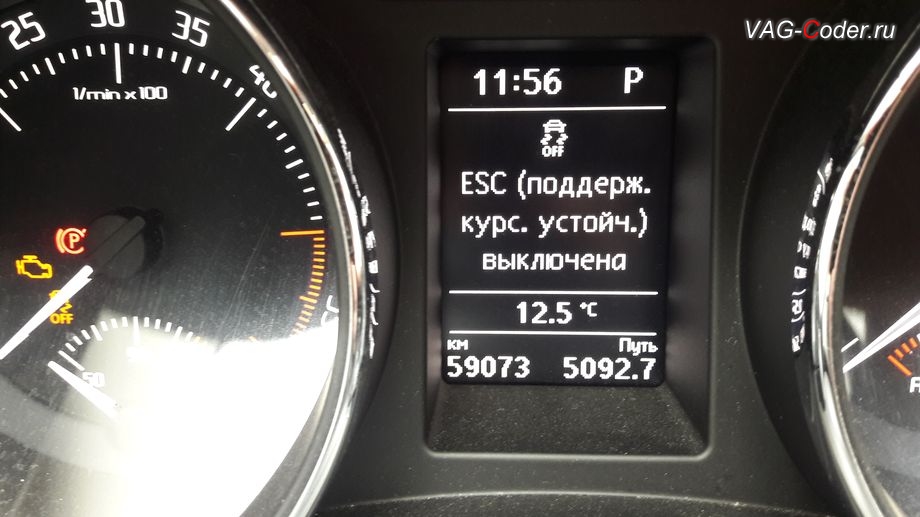 VAG-Coder.ru
25 30 35 40
1/min x 100
11:56 P
OFF
ESC (поддерж.
курс. устойч.)
выключена
12.5 °C
км Путь
59073 5092.7
P
OFF
50